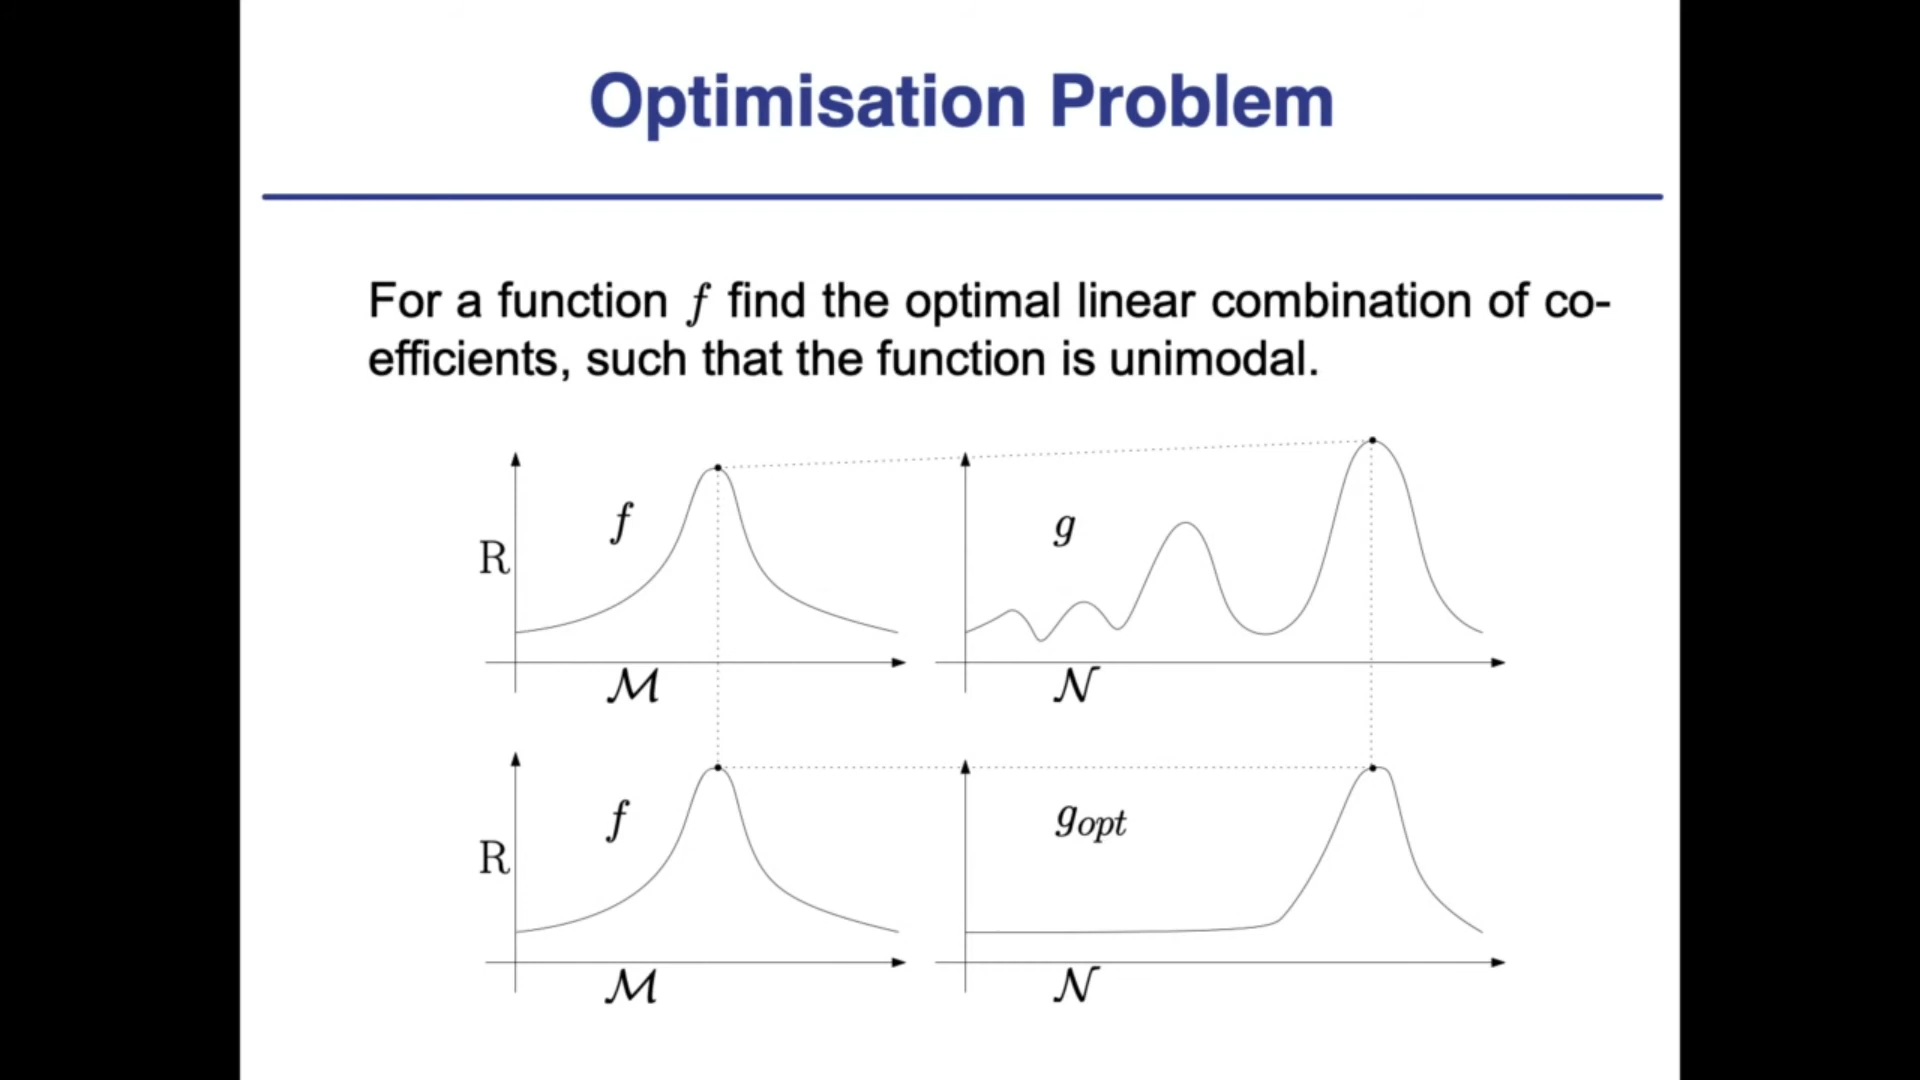 Optimisation Problem
For a function f find the optimal linear combination of co-
efficients, such that the function is unimodal.
f
g
R
M
N
f
g_opt
R
M
N